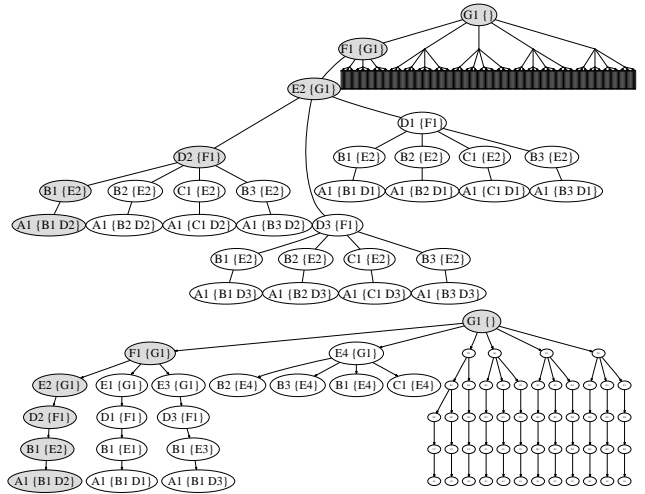 G1 {}
F1 {G1}
E2 {G1}
D1 {F1}
D2 {F1}
B1 {E2} B2 {E2} C1 {E2} B3 {E2}
B1 {E2} B2 {E2} C1 {E2} B3 {E2}
A1 {B1 D1} A1 {B2 D1} A1 {C1 D1} A1 {B3 D1}
A1 {B1 D2} A1 {B2 D2} A1 {C1 D2} A1 {B3 D2} D3 {F1}
B1 {E2} B2 {E2} C1 {E2} B3 {E2}
A1 {B1 D3} A1 {B2 D3} A1 {C1 D3} A1 {B3 D3}
G1 {}
F1 {G1} E4 {G1}
E2 {G1} E1 {G1} E3 {G1} B2 {E4} B3 {E4} B1 {E4} C1 {E4}
D2 {F1} D1 {F1} D3 {F1}
B1 {E2} B1 {E1} B1 {E3}
A1 {B1 D2} A1 {B1 D1} A1 {B1 D3}